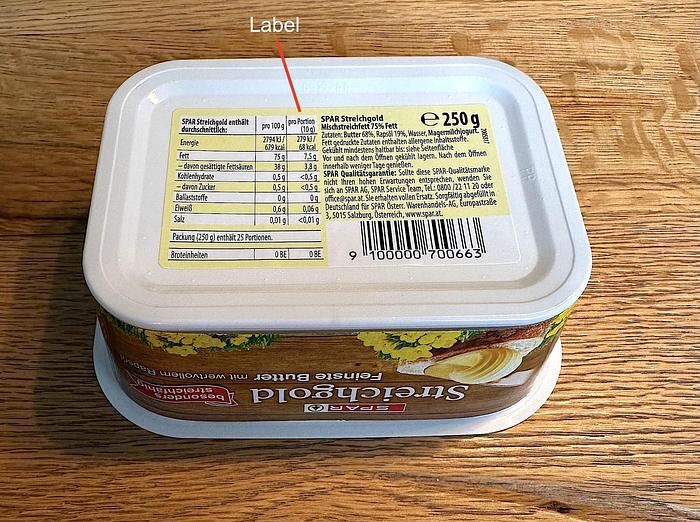 Label
SPAR Streichgold enthält
durchschnittlich: pro 100 g pro Portion (10 g)
Energie 2794 kJ / 679 kcal 279 kJ / 68 kcal
Fett 75 g 7,5 g
– davon gesättigte Fettsäuren 38 g 3,8 g
Kohlenhydrate 0,5 g <0,5 g
– davon Zucker 0,5 g <0,5 g
Ballaststoffe 0 g 0 g
Eiweiß 0,6 g 0,06 g
Salz 0,01 g <0,01 g
Packung (250 g) enthält 25 Portionen.
Broteinheiten 0 BE 0 BE
SPAR Streichgold
Mischstreichfett 75% Fett
℮ 250 g
Zutaten: Butter 68%, Rapsöl 19%, Wasser, Magermilchjogurt.
Fett gedruckte Zutaten enthalten allergene Inhaltsstoffe.
Gekühlt mindestens haltbar bis: siehe Seitenfläche
Vor und nach dem Öffnen gekühlt lagern. Nach dem Öffnen
innerhalb weniger Tage genießen.
SPAR Qualitätsgarantie: Sollte diese SPAR-Qualitätsmarke
nicht Ihren hohen Erwartungen entsprechen, wenden Sie
sich an SPAR AG, SPAR Service Team, Tel.: 0800 / 22 11 20 oder
office@spar.at. Sie erhalten vollen Ersatz. Sorgfältig abgefüllt in
Deutschland für SPAR Österr. Warenhandels-AG, Europastraße
3, 5015 Salzburg, Österreich, www.spar.at.
9 100000 700663
besonders
streichfähig
Feinste Butter mit wertvollem Rapsöl
Streichgold
SPAR